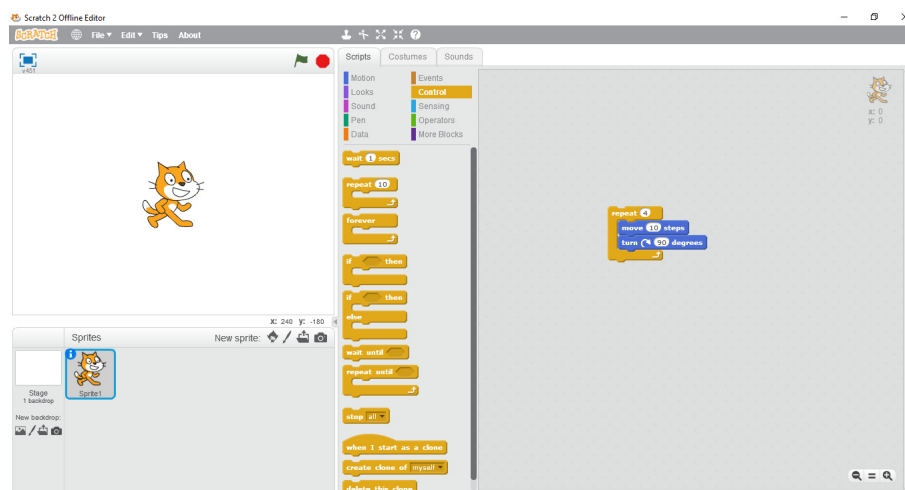 Scratch 2 Offline Editor
SCRATCH File Edit Tips About
v451
Scripts Costumes Sounds
Motion Events
Looks Control
Sound Sensing
Pen Operators
Data More Blocks
wait 1 secs
repeat 10
forever
if then
if then
else
wait until
repeat until
stop all
when I start as a clone
create clone of myself
delete this clone
x: 0
y: 0
repeat 4
move 10 steps
turn 90 degrees
X: 240 y: -180
Sprites New sprite:
Stage
1 backdrop
Sprite1
New backdrop: